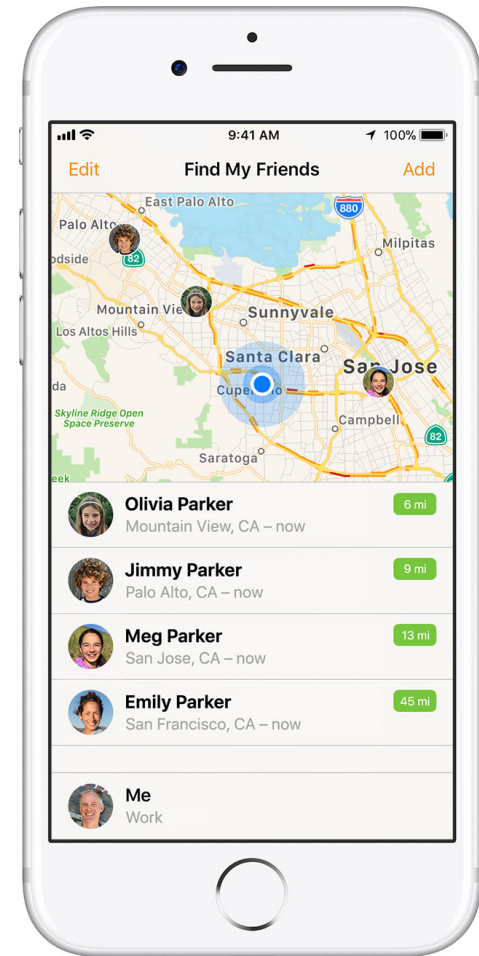 9:41 AM
100%
Edit
Find My Friends
Add
East Palo Alto
880
Palo Alto
Milpitas
82
Mountain Vie
Sunnyvale
Los Altos Hills
Santa Clara
San Jose
Skyline Ridge Open
Space Preserve
Campbell
82
Saratoga
Olivia Parker
6 mi
Mountain View, CA – now
Jimmy Parker
9 mi
Palo Alto, CA – now
Meg Parker
13 mi
San Jose, CA – now
Emily Parker
45 mi
San Francisco, CA – now
Me
Work